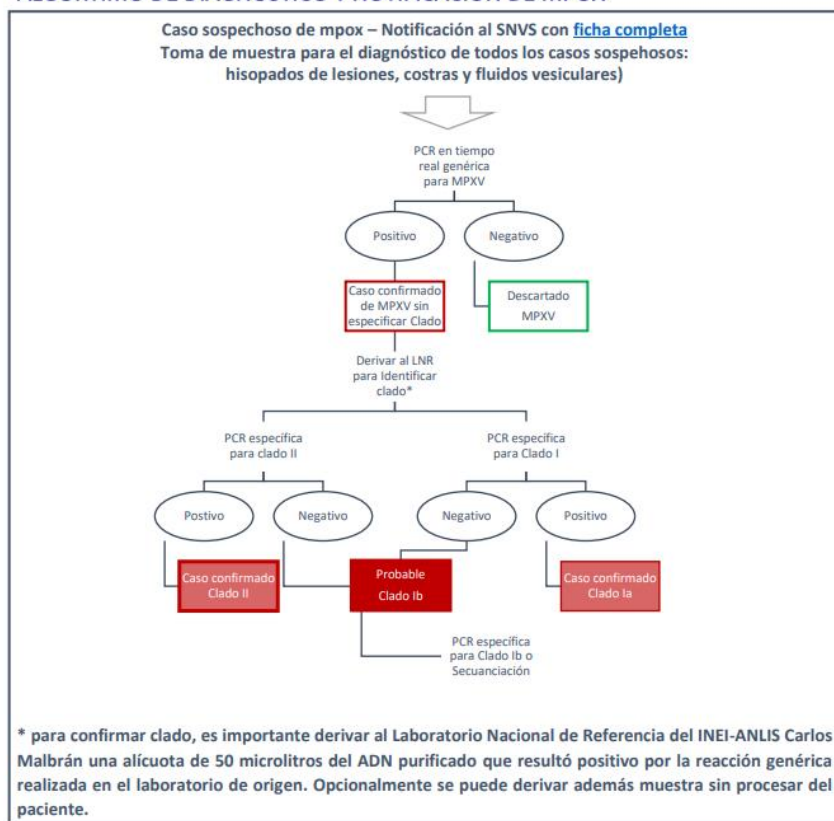 Caso sospechoso de mpox – Notificación al SNVS con ficha completa
Toma de muestra para el diagnóstico de todos los casos sospehosos:
hisopados de lesiones, costras y fluidos vesiculares)
PCR en tiempo
real genérica
para MPXV
Positivo
Negativo
Caso confirmado
de MPXV sin
especificar Clado
Descartado
MPXV
Derivar al LNR
para Identificar
clado*
PCR específica
para clado II
PCR específica
para Clado I
Postivo
Negativo
Negativo
Positivo
Caso confirmado
Clado II
Probable
Clado Ib
Caso confirmado
Clado Ia
PCR específica
para Clado Ib o
Secuanciación
* para confirmar clado, es importante derivar al Laboratorio Nacional de Referencia del INEI-ANLIS Carlos
Malbrán una alícuota de 50 microlitros del ADN purificado que resultó positivo por la reacción genérica
realizada en el laboratorio de origen. Opcionalmente se puede derivar además muestra sin procesar del
paciente.